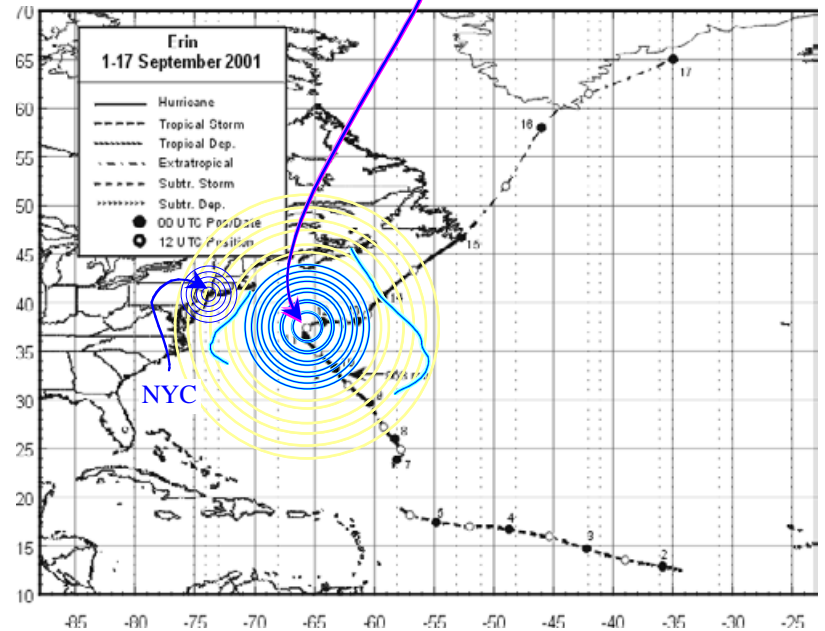 70
65
60
55
50
45
40
35
30
25
20
15
10
Erin
1-17 September 2001
Hurricane
Tropical Storm
Tropical Dep.
Extratropical
Subtr. Storm
Subtr. Dep.
00 UTC Pos/Date
12 UTC Position
17
16
15
14
NYC
9
8
7
5
4
3
2
-85 -80 -75 -70 -65 -60 -55 -50 -45 -40 -35 -30 -25